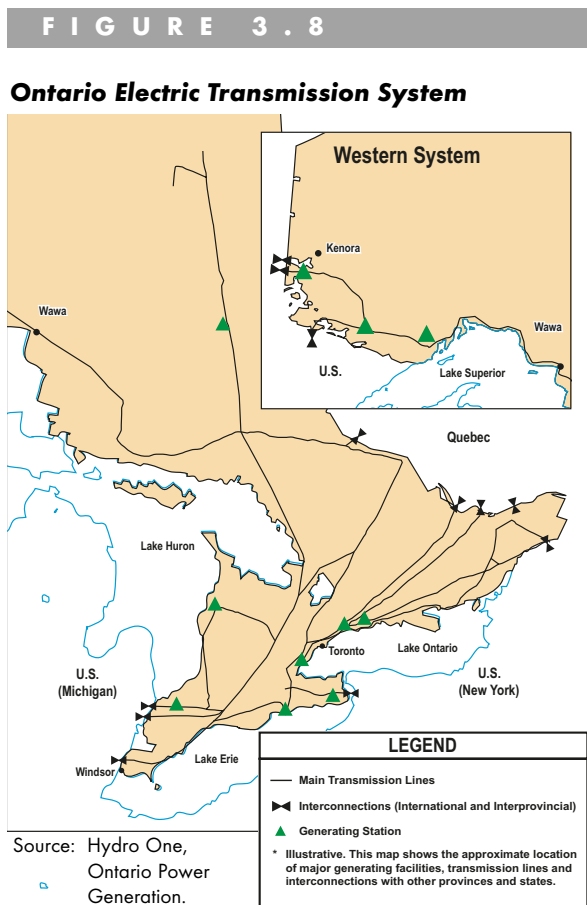 FIGURE 3.8
Ontario Electric Transmission System
Western System
Kenora
Wawa
U.S.
Lake Superior
Wawa
Quebec
Lake Huron
Toronto
Lake Ontario
U.S.
(Michigan)
U.S.
(New York)
Lake Erie
Windsor
LEGEND
Main Transmission Lines
Interconnections (International and Interprovincial)
Generating Station
* Illustrative. This map shows the approximate location
of major generating facilities, transmission lines and
interconnections with other provinces and states.
Source: Hydro One,
Ontario Power
Generation.